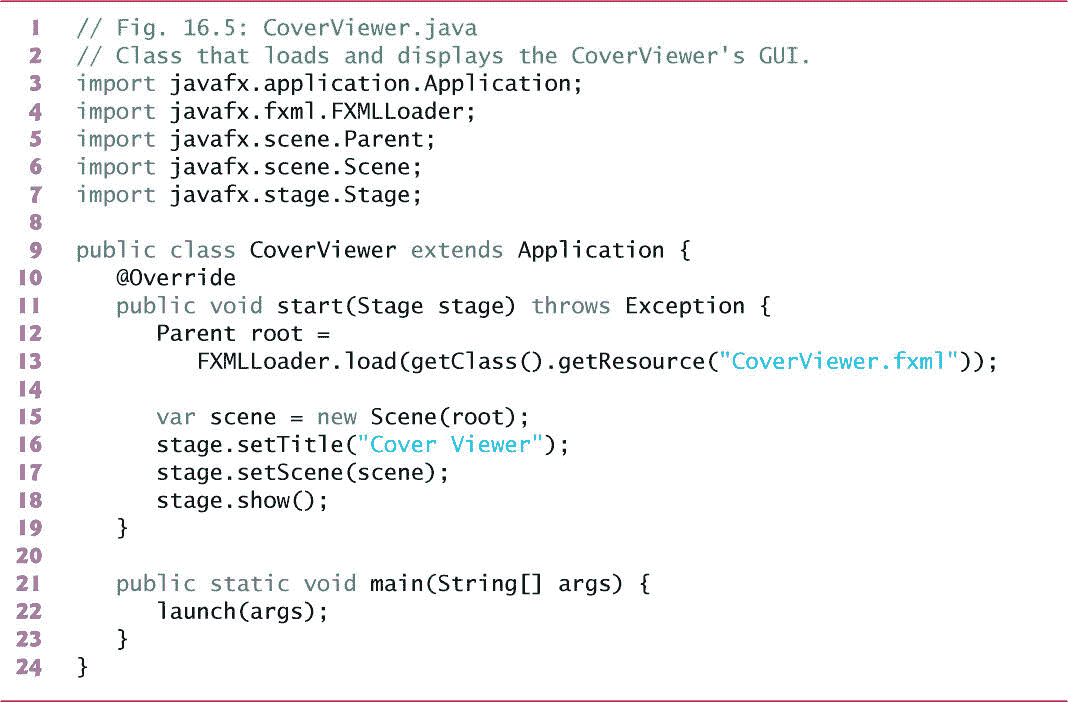 1 // Fig. 16.5: CoverViewer.java
2 // Class that loads and displays the CoverViewer's GUI.
3 import javafx.application.Application;
4 import javafx.fxml.FXMLLoader;
5 import javafx.scene.Parent;
6 import javafx.scene.Scene;
7 import javafx.stage.Stage;
8
9 public class CoverViewer extends Application {
10    @Override
11    public void start(Stage stage) throws Exception {
12       Parent root =
13          FXMLLoader.load(getClass().getResource("CoverViewer.fxml"));
14
15       var scene = new Scene(root);
16       stage.setTitle("Cover Viewer");
17       stage.setScene(scene);
18       stage.show();
19    }
20
21    public static void main(String[] args) {
22       launch(args);
23    }
24 }